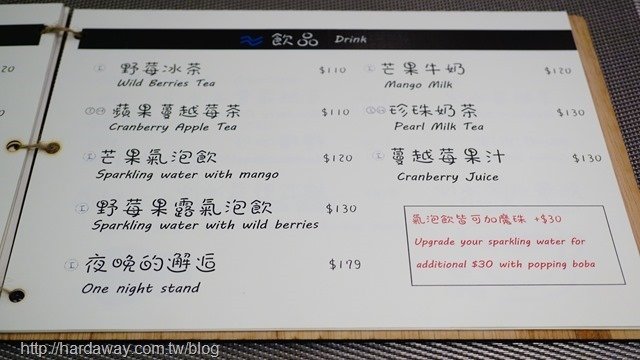 飲品 Drink
野莓冰茶 $110
Wild Berries Tea
蘋果蔓越莓茶 $110
Cranberry Apple Tea
芒果氣泡飲 $120
Sparkling water with mango
野莓果露氣泡飲 $130
Sparkling water with wild berries
夜晚的邂逅 $179
One night stand
芒果牛奶 $120
Mango Milk
珍珠奶茶 $130
Pearl Milk Tea
蔓越莓果汁 $130
Cranberry Juice
氣泡飲皆可加魔珠 +$30
Upgrade your sparkling water for
additional $30 with popping boba
http://hardaway.com.tw/blog